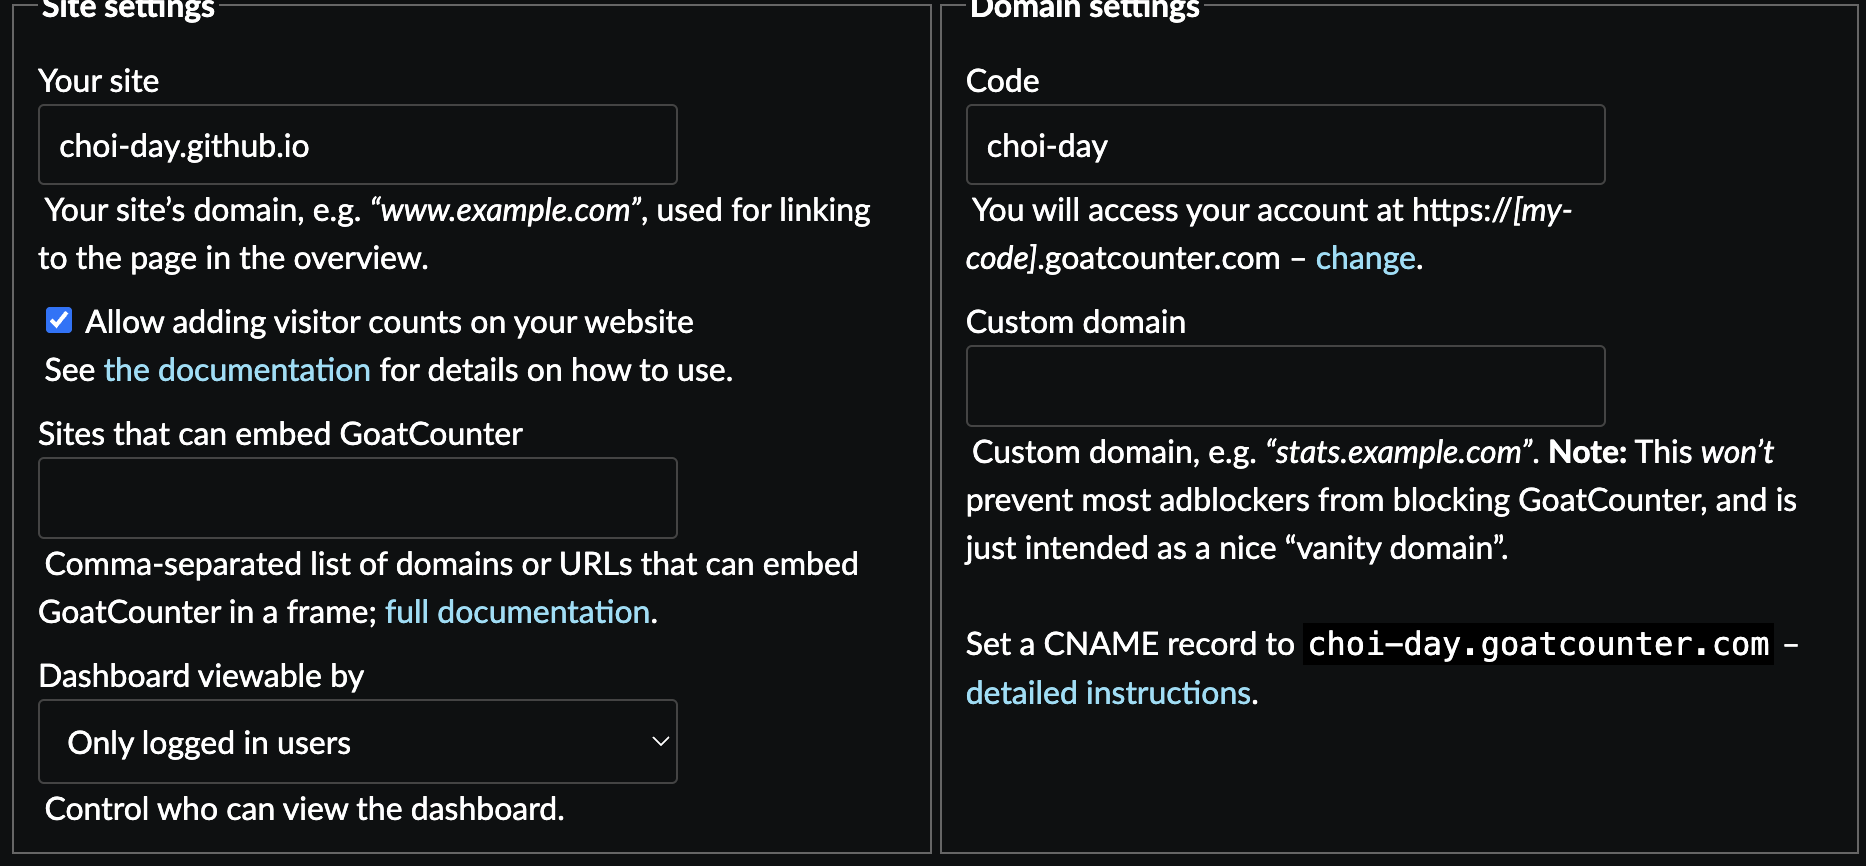 Site settings
Your site
choi-day.github.io
Your site’s domain, e.g. “www.example.com”, used for linking
to the page in the overview.
Allow adding visitor counts on your website
See the documentation for details on how to use.
Sites that can embed GoatCounter
Comma-separated list of domains or URLs that can embed
GoatCounter in a frame; full documentation.
Dashboard viewable by
Only logged in users
Control who can view the dashboard.
Domain settings
Code
choi-day
You will access your account at https://[my-
code].goatcounter.com – change.
Custom domain
Custom domain, e.g. “stats.example.com”. Note: This won’t
prevent most adblockers from blocking GoatCounter, and is
just intended as a nice “vanity domain”.
Set a CNAME record to choi-day.goatcounter.com –
detailed instructions.